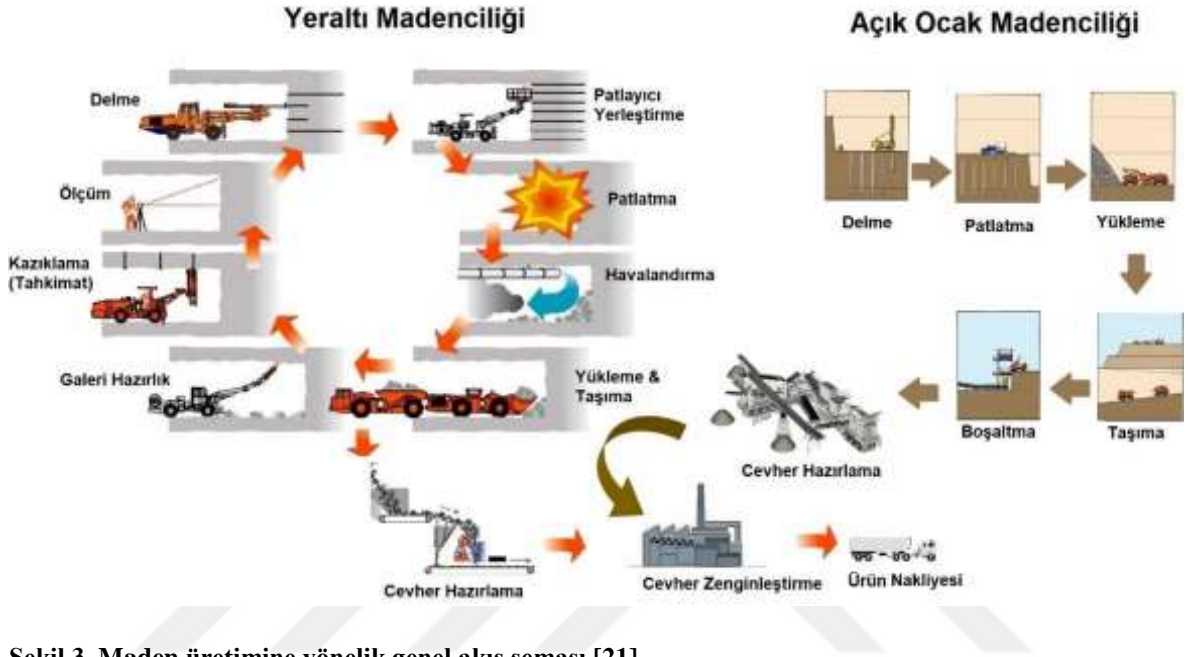 Yeraltı Madenciliği
Delme
Patlayıcı
Yerleştirme
Ölçüm
Patlatma
Kazıklama
(Tahkimat)
Havalandırma
Galeri Hazırlık
Yükleme &
Taşıma
Cevher Hazırlama
Açık Ocak Madenciliği
Delme
Patlatma
Yükleme
Boşaltma
Taşıma
Cevher Hazırlama
Cevher Zenginleştirme
Ürün Nakliyesi
Şekil 3. Maden üretimine yönelik genel akış şeması [21]